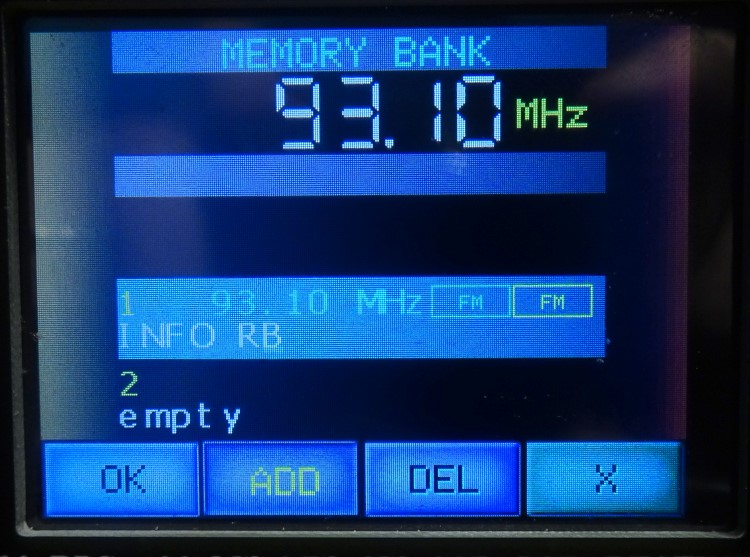 MEMORY BANK
93.10 MHz
1 93.10 MHz FM FM
INFO RB
2
empty
OK ADD DEL X